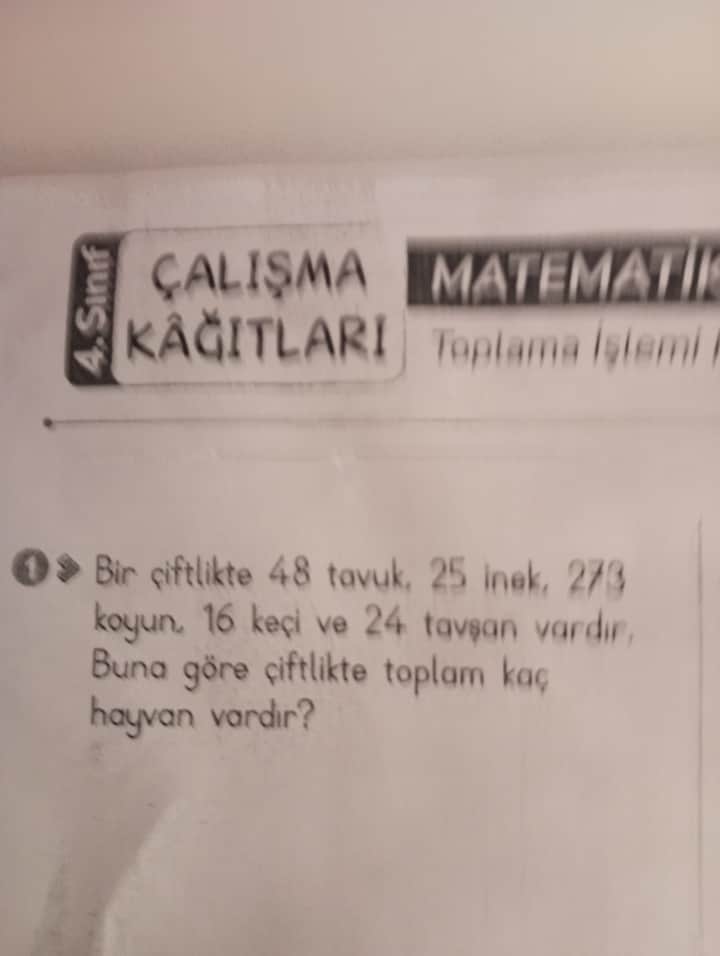 4. Sınıf
ÇALIŞMA
KÂĞITLARI
MATEMATİK
Toplama İşlemi
1 Bir çiftlikte 48 tavuk, 25 inek, 273
koyun, 16 keçi ve 24 tavşan vardır.
Buna göre çiftlikte toplam kaç
hayvan vardır?